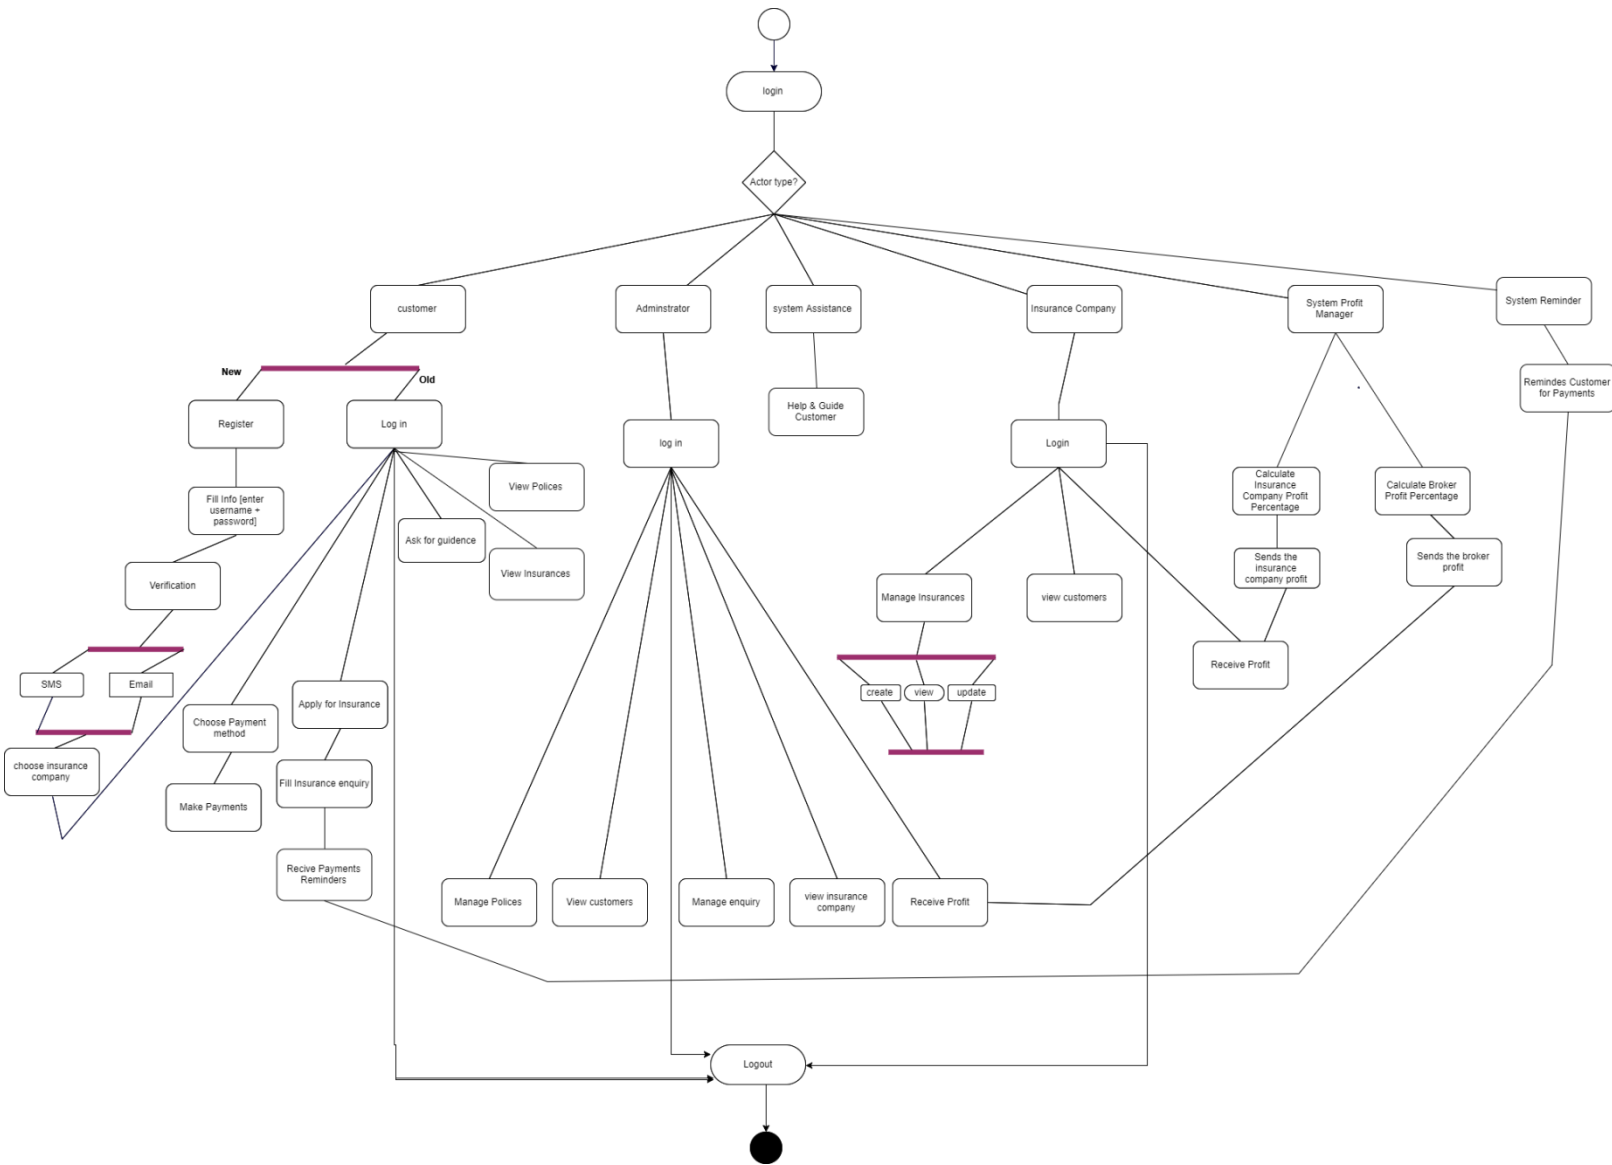 login
Actor type?
customer
Adminstrator
system Assistance
Insurance Company
System Profit
Manager
System Reminder
New
Old
Register
Log in
Help & Guide
Customer
log in
Login
Remindes Customer
for Payments
View Polices
Fill Info [enter
username +
password]
Ask for guidence
View Insurances
Calculate
Insurance
Company Profit
Percentage
Calculate Broker
Profit Percentage
Sends the
insurance
company profit
Sends the broker
profit
Verification
Manage Insurances
view customers
Receive Profit
SMS
Email
create
view
update
Apply for Insurance
Choose Payment
method
choose insurance
company
Fill Insurance enquiry
Make Payments
Recive Payments
Reminders
Manage Polices
View customers
Manage enquiry
view insurance
company
Receive Profit
Logout